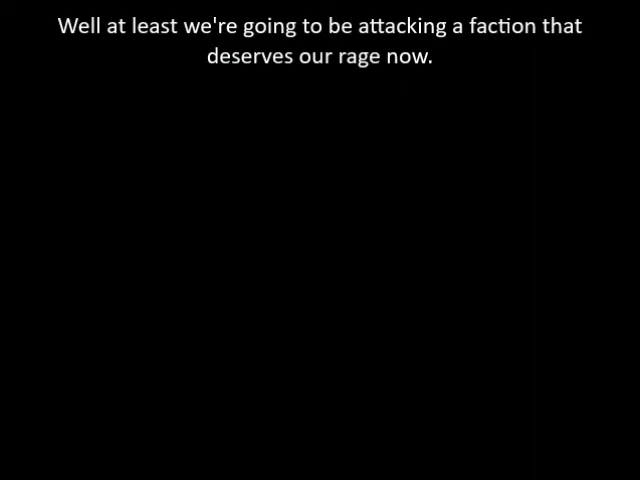 Well at least we're going to be attacking a faction that
deserves our rage now.